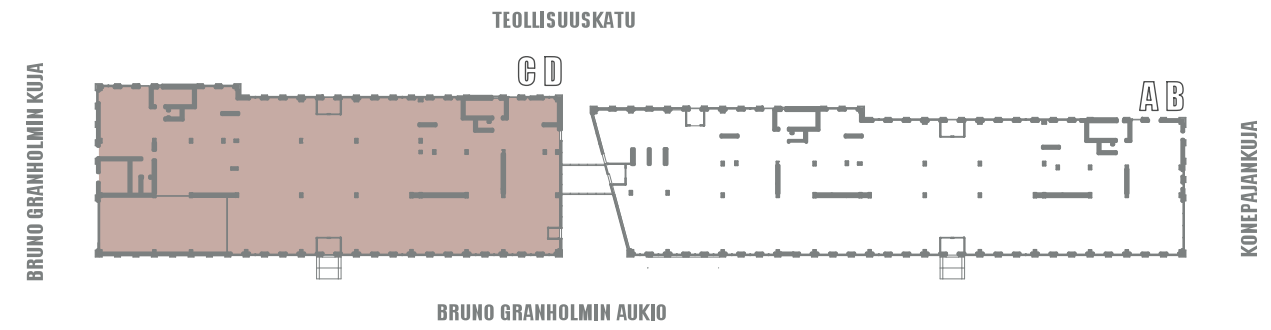 TEOLLISUUSKATU
BRUNO GRANHOLMIN KUJA
C D
A B
KONEPAJANKUJA
BRUNO GRANHOLMIN AUKIO